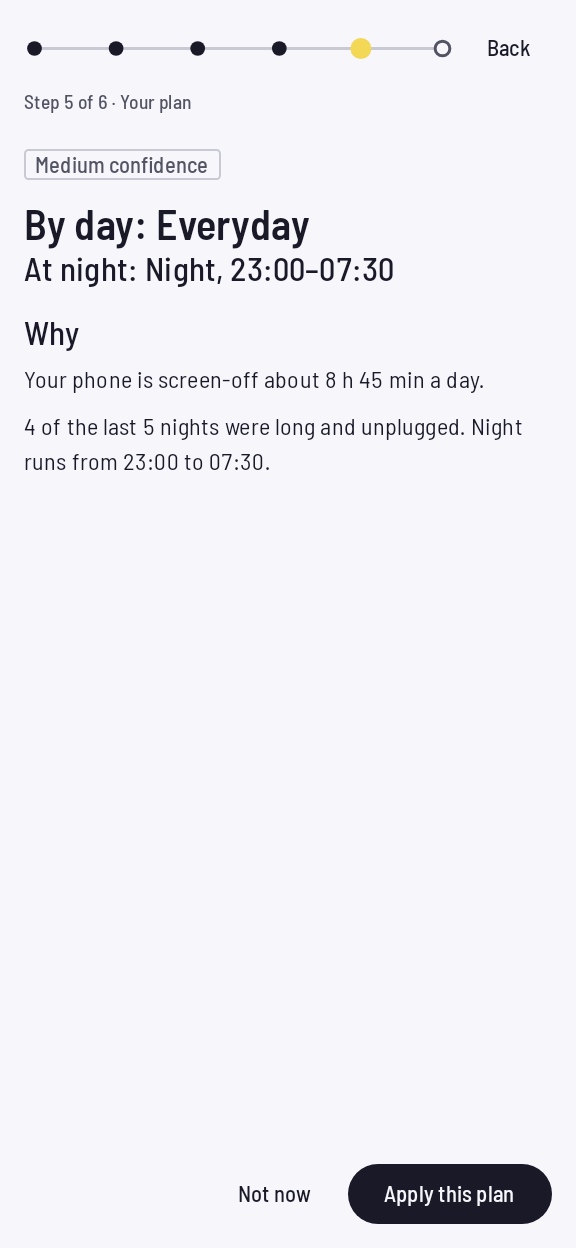 Back
Step 5 of 6 · Your plan
Medium confidence
By day: Everyday
At night: Night, 23:00–07:30
Why
Your phone is screen-off about 8 h 45 min a day.
4 of the last 5 nights were long and unplugged. Night
runs from 23:00 to 07:30.
Not now
Apply this plan